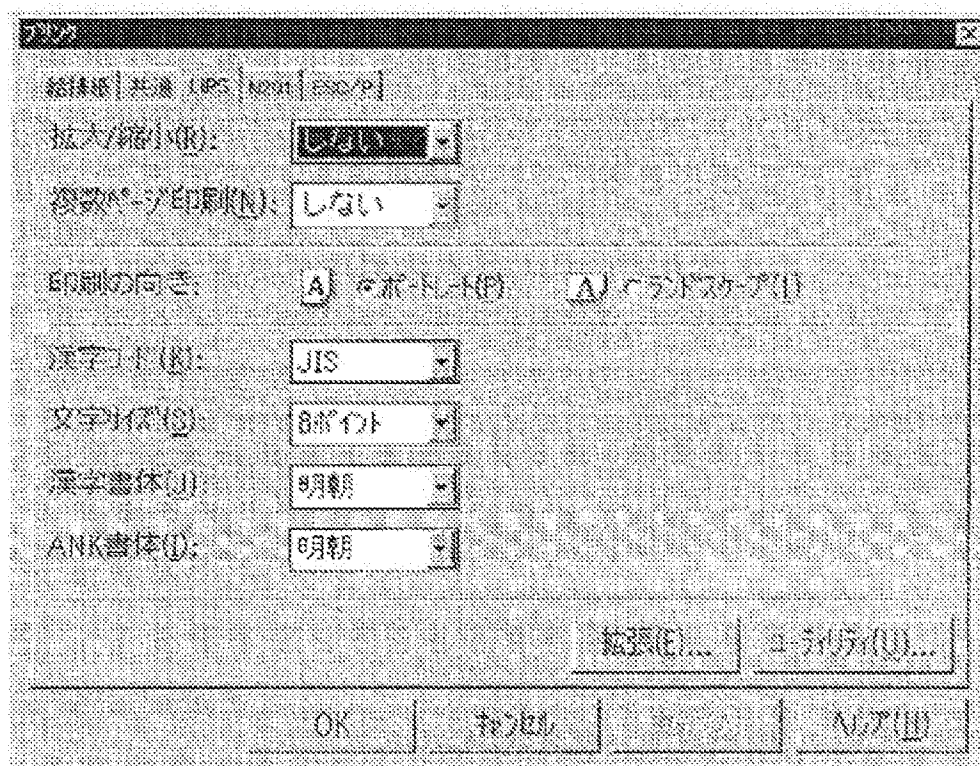 プリンタ
給排紙 共通 LIPS N201 ESC/P
拡大/縮小(R): しない
複数ページ印刷(N): しない
印刷の向き: A ポートレート(P) A ランドスケープ(L)
漢字コード(K): JIS
文字サイズ(S): 8ポイント
漢字書体(J): 明朝
ANK書体(I): 明朝
拡張(E)... ユーティリティ(U)...
OK キャンセル ヘルプ(H)